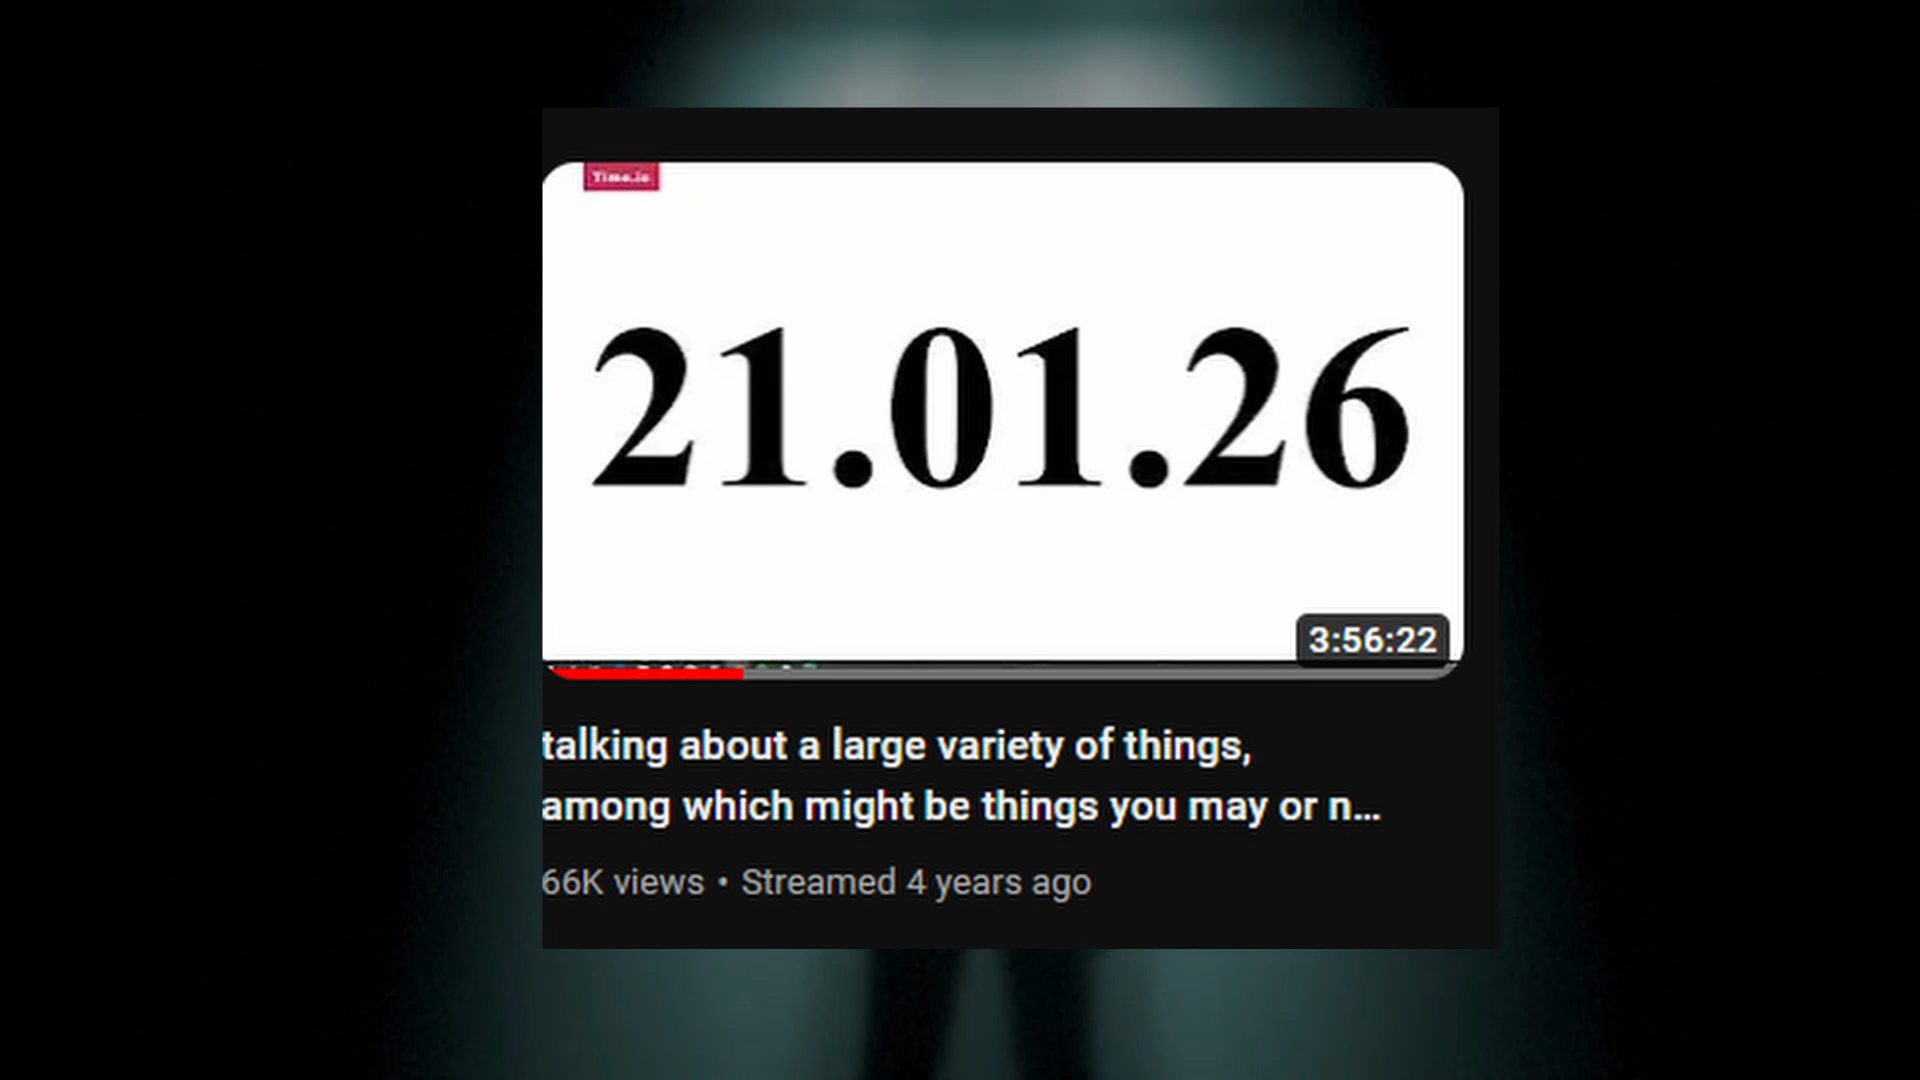 Time.is
21.01.26
3:56:22
talking about a large variety of things,
among which might be things you may or n...
66K views • Streamed 4 years ago